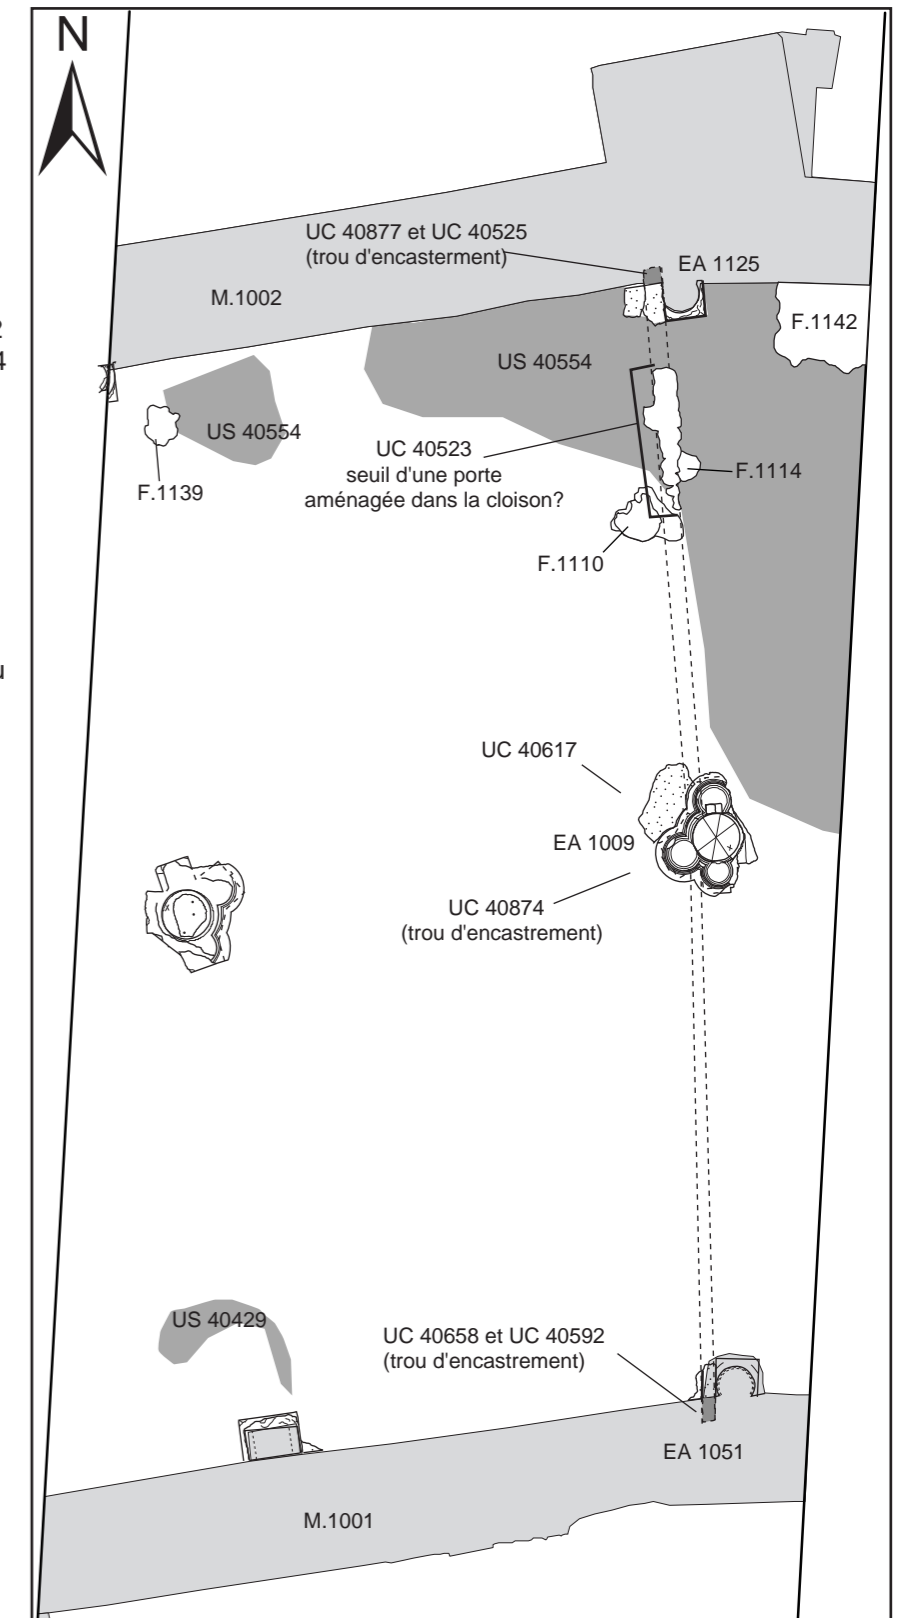 N
UC 40877 et UC 40525
(trou d'encasterment)
EA 1125
M.1002
F.1142
2
4
US 40554
US 40554
UC 40523
seuil d'une porte
aménagée dans la cloison?
F.1114
F.1139
F.1110
u
UC 40617
EA 1009
UC 40874
(trou d'encastrement)
US 40429
UC 40658 et UC 40592
(trou d'encastrement)
EA 1051
M.1001